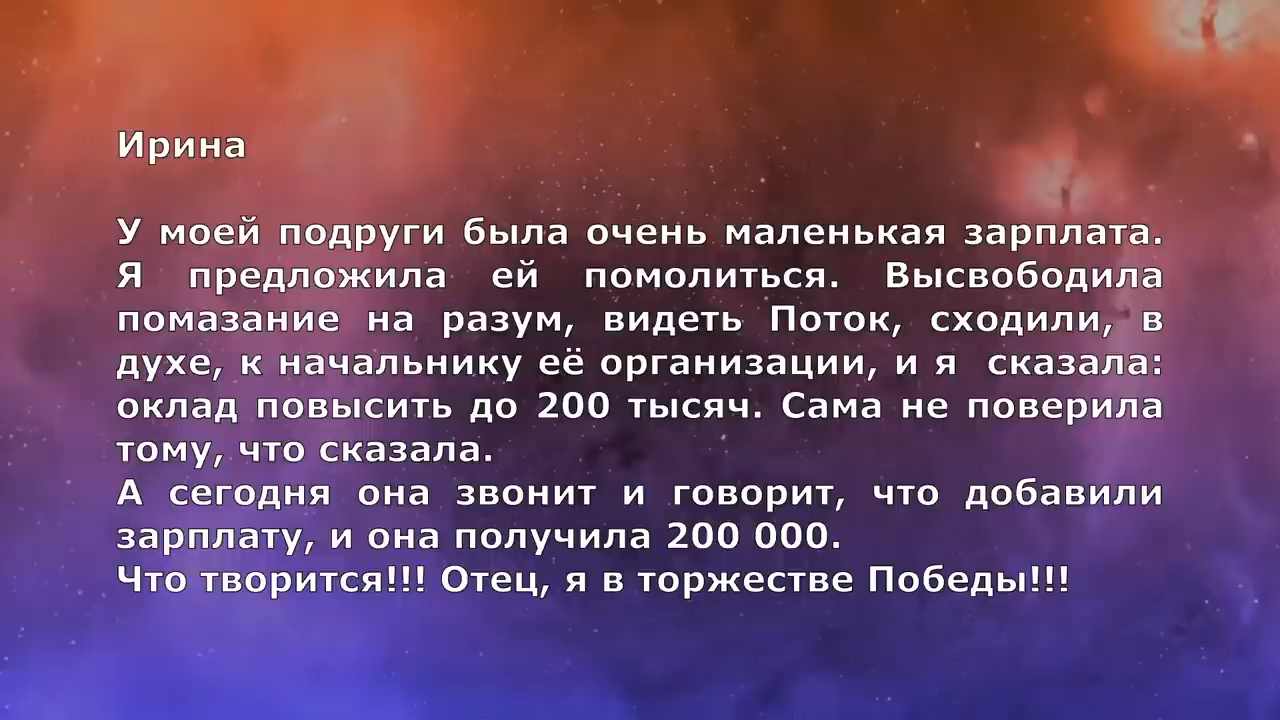 Ирина
У моей подруги была очень маленькая зарплата.
Я предложила ей помолиться. Высвободила
помазание на разум, видеть Поток, сходили, в
духе, к начальнику её организации, и я сказала:
оклад повысить до 200 тысяч. Сама не поверила
тому, что сказала.
А сегодня она звонит и говорит, что добавили
зарплату, и она получила 200 000.
Что творится!!! Отец, я в торжестве Победы!!!